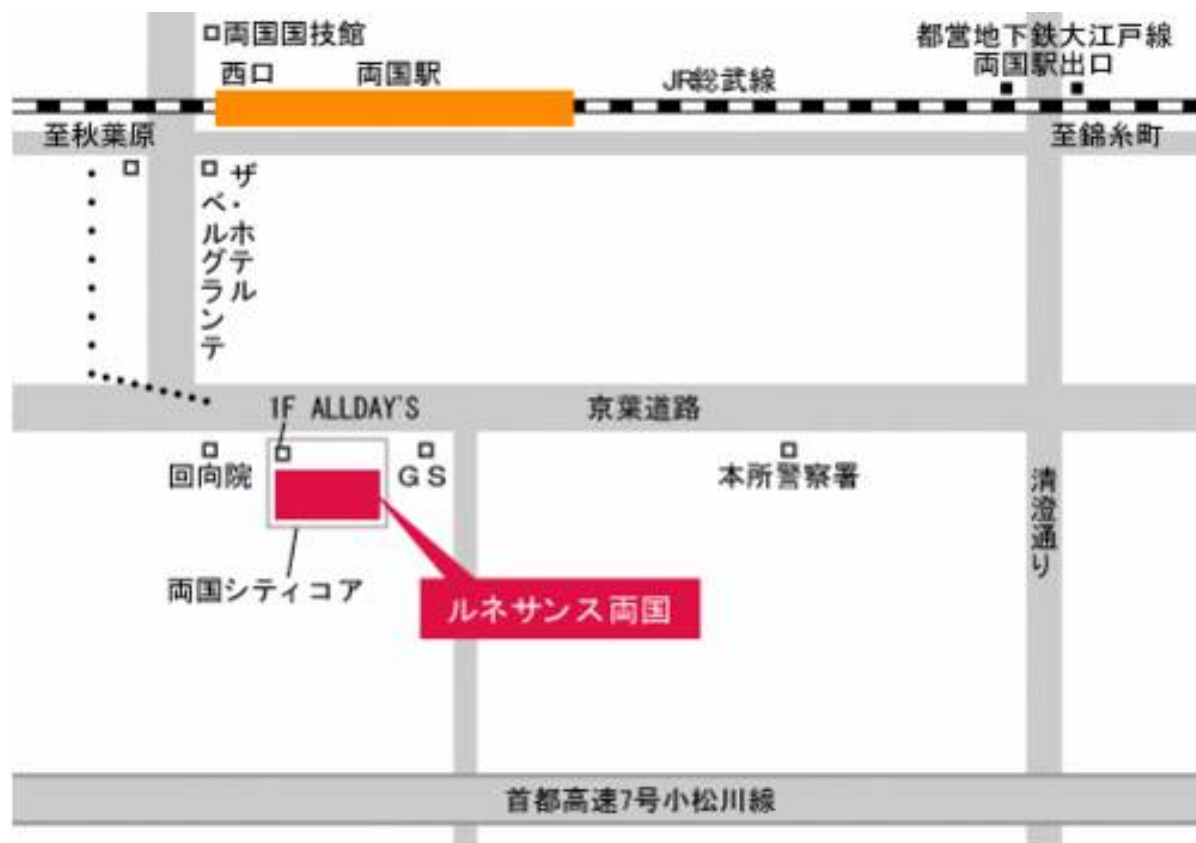 両国国技館
都営地下鉄大江戸線
両国駅出口
西口
両国駅
JR総武線
至秋葉原
至錦糸町
ザ・ホテル
ベルグランデ
1F ALLDAY'S
京葉道路
回向院
GS
本所警察署
清澄通り
両国シティコア
ルネサンス両国
首都高速7号小松川線